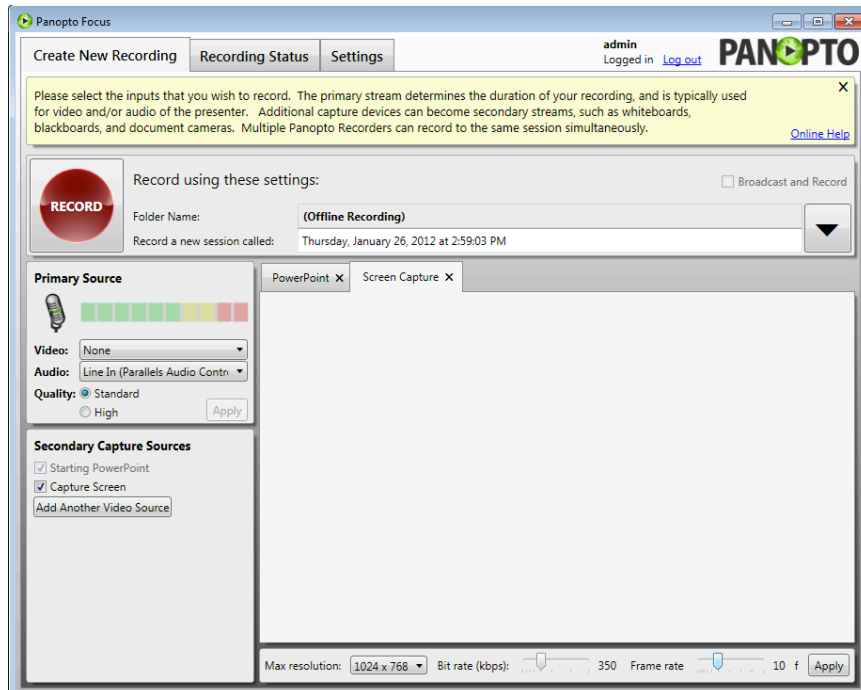 Panopto Focus
Create New Recording
Recording Status
Settings
admin
Logged in Log out
PANOPTO
Please select the inputs that you wish to record. The primary stream determines the duration of your recording, and is typically used
for video and/or audio of the presenter. Additional capture devices can become secondary streams, such as whiteboards,
blackboards, and document cameras. Multiple Panopto Recorders can record to the same session simultaneously.
X
Online Help
RECORD
Record using these settings:
Broadcast and Record
Folder Name: (Offline Recording)
Record a new session called: Thursday, January 26, 2012 at 2:59:03 PM
Primary Source
PowerPoint X
Screen Capture X
Video: None
Audio: Line In (Parallels Audio Contr
Quality: Standard
High
Apply
Secondary Capture Sources
Starting PowerPoint
Capture Screen
Add Another Video Source
Max resolution: 1024 x 768 Bit rate (kbps): 350 Frame rate 10 f Apply